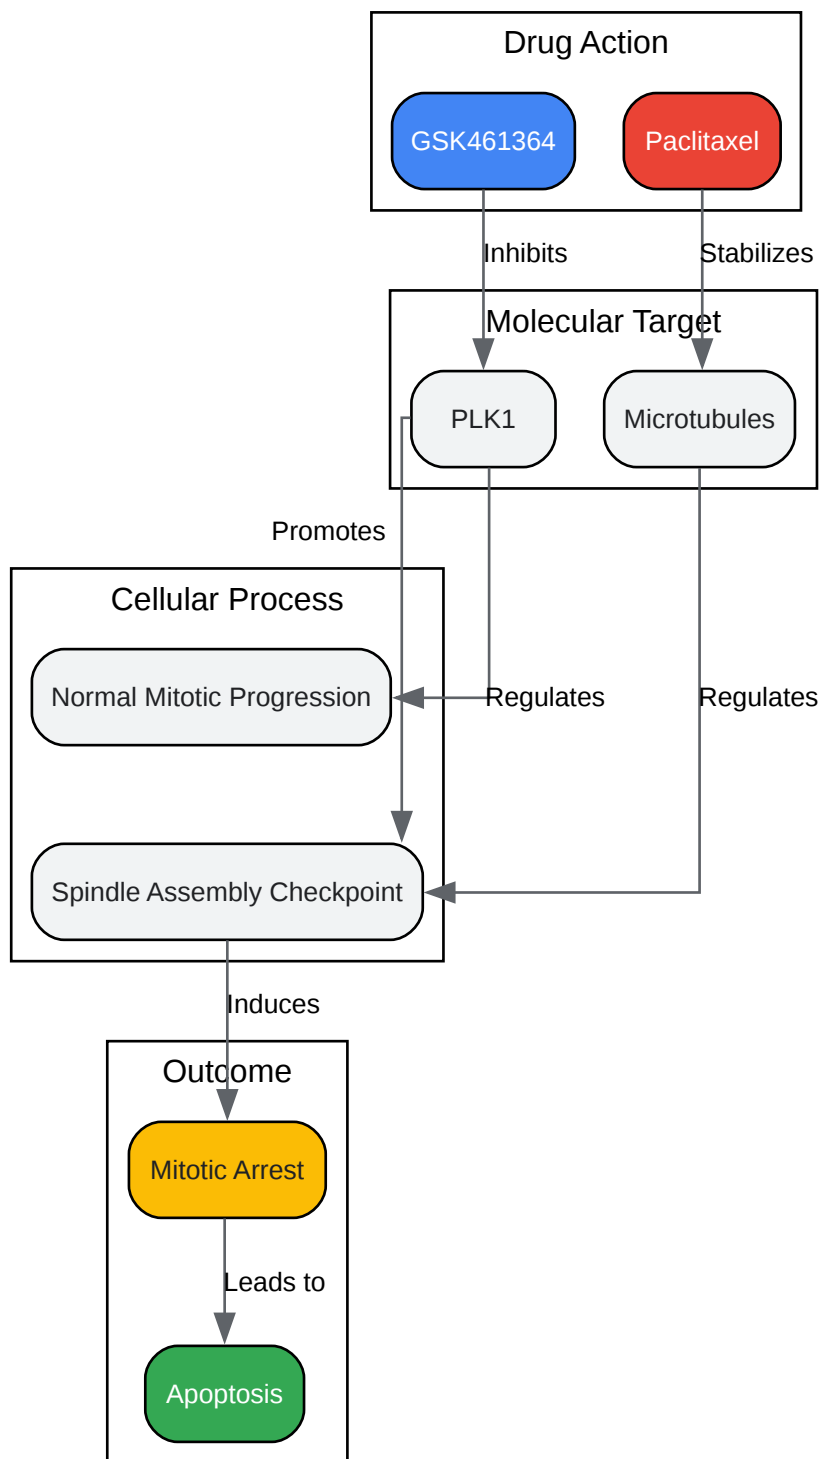 Drug Action
GSK461364
Paclitaxel
Inhibits
Stabilizes
Molecular Target
PLK1
Microtubules
Promotes
Cellular Process
Normal Mitotic Progression
Regulates
Regulates
Spindle Assembly Checkpoint
Induces
Outcome
Mitotic Arrest
Leads to
Apoptosis